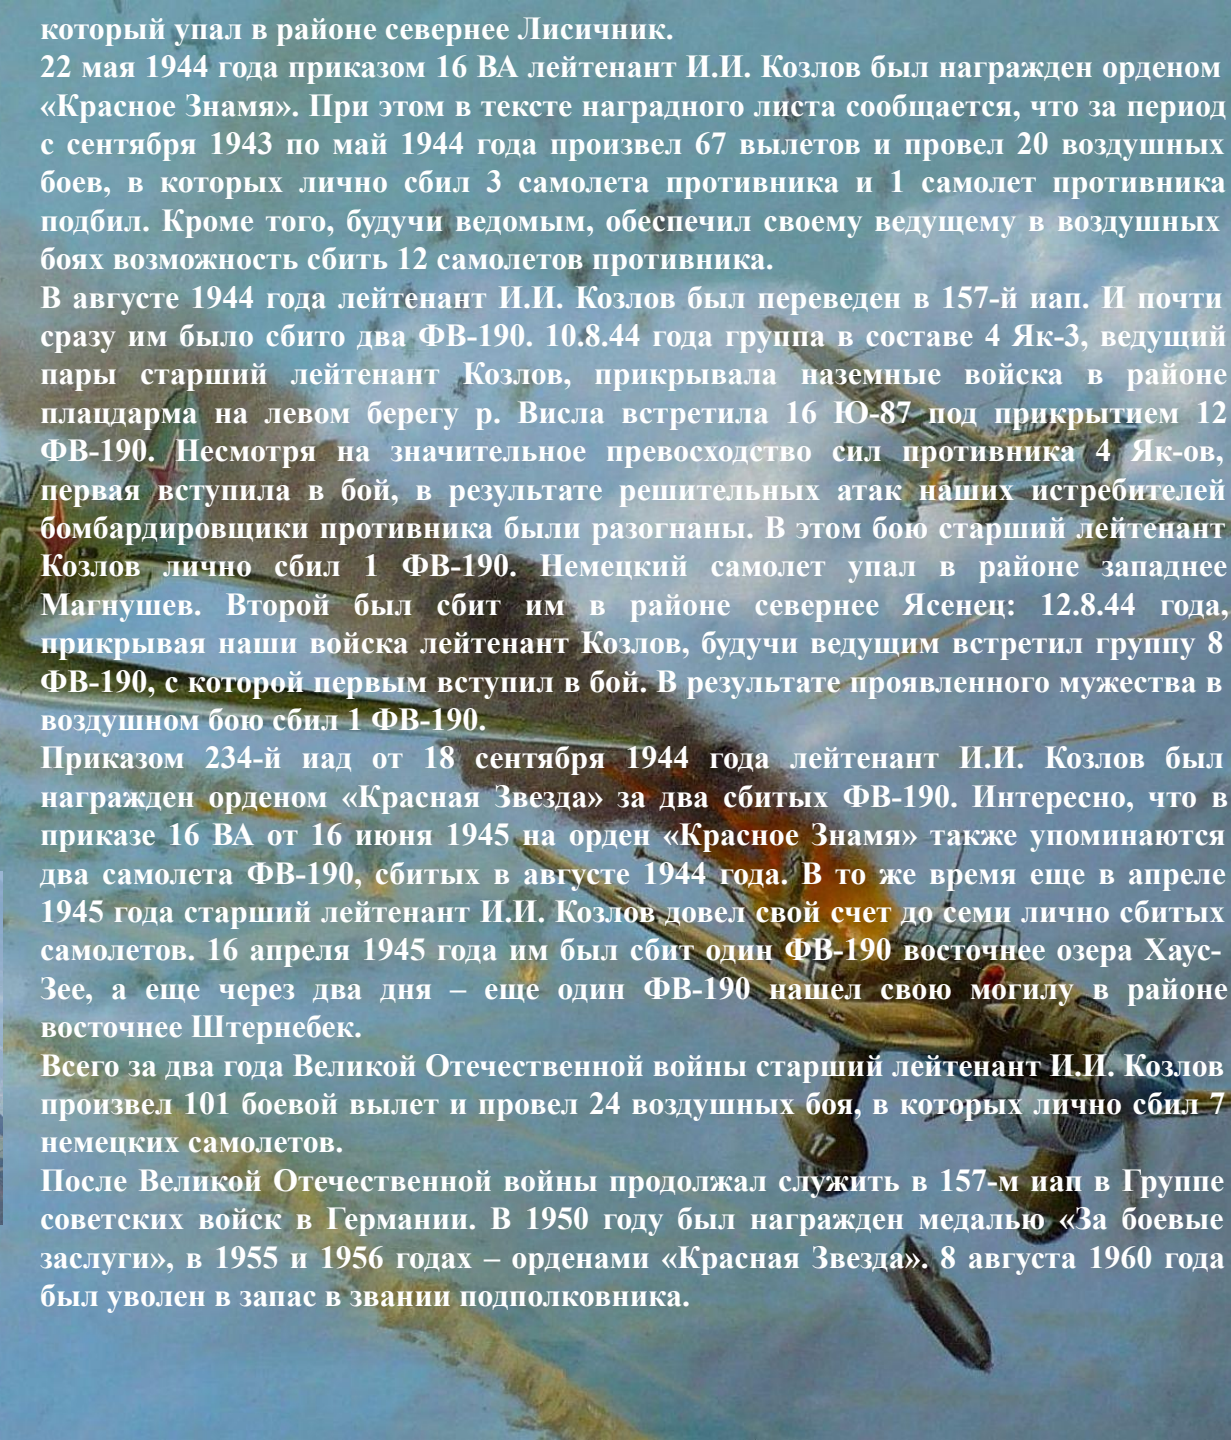 который упал в районе севернее Лисичник.
22 мая 1944 года приказом 16 ВА лейтенант И.И. Козлов был награжден орденом
«Красное Знамя». При этом в тексте наградного листа сообщается, что за период
с сентября 1943 по май 1944 года произвел 67 вылетов и провел 20 воздушных
боев, в которых лично сбил 3 самолета противника и 1 самолет противника
подбил. Кроме того, будучи ведомым, обеспечил своему ведущему в воздушных
боях возможность сбить 12 самолетов противника.
В августе 1944 года лейтенант И.И. Козлов был переведен в 157-й иап. И почти
сразу им было сбито два ФВ-190. 10.8.44 года группа в составе 4 Як-3, ведущий
пары старший лейтенант Козлов, прикрывала наземные войска в районе
плацдарма на левом берегу р. Висла встретила 16 Ю-87 под прикрытием 12
ФВ-190. Несмотря на значительное превосходство сил противника 4 Як-ов,
первая вступила в бой, в результате решительных атак наших истребителей
бомбардировщики противника были разогнаны. В этом бою старший лейтенант
Козлов лично сбил 1 ФВ-190. Немецкий самолет упал в районе западнее
Магнушев. Второй был сбит им в районе севернее Ясенец: 12.8.44 года,
прикрывая наши войска лейтенант Козлов, будучи ведущим встретил группу 8
ФВ-190, с которой первым вступил в бой. В результате проявленного мужества в
воздушном бою сбил 1 ФВ-190.
Приказом 234-й иад от 18 сентября 1944 года лейтенант И.И. Козлов был
награжден орденом «Красная Звезда» за два сбитых ФВ-190. Интересно, что в
приказе 16 ВА от 16 июня 1945 на орден «Красное Знамя» также упоминаются
два самолета ФВ-190, сбитых в августе 1944 года. В то же время еще в апреле
1945 года старший лейтенант И.И. Козлов довел свой счет до семи лично сбитых
самолетов. 16 апреля 1945 года им был сбит один ФВ-190 восточнее озера Хаус-
Зее, а еще через два дня – еще один ФВ-190 нашел свою могилу в районе
восточнее Штернебек.
Всего за два года Великой Отечественной войны старший лейтенант И.И. Козлов
произвел 101 боевой вылет и провел 24 воздушных боя, в которых лично сбил 7
немецких самолетов.
После Великой Отечественной войны продолжал служить в 157-м иап в Группе
советских войск в Германии. В 1950 году был награжден медалью «За боевые
заслуги», в 1955 и 1956 годах – орденами «Красная Звезда». 8 августа 1960 года
был уволен в запас в звании подполковника.
6
17